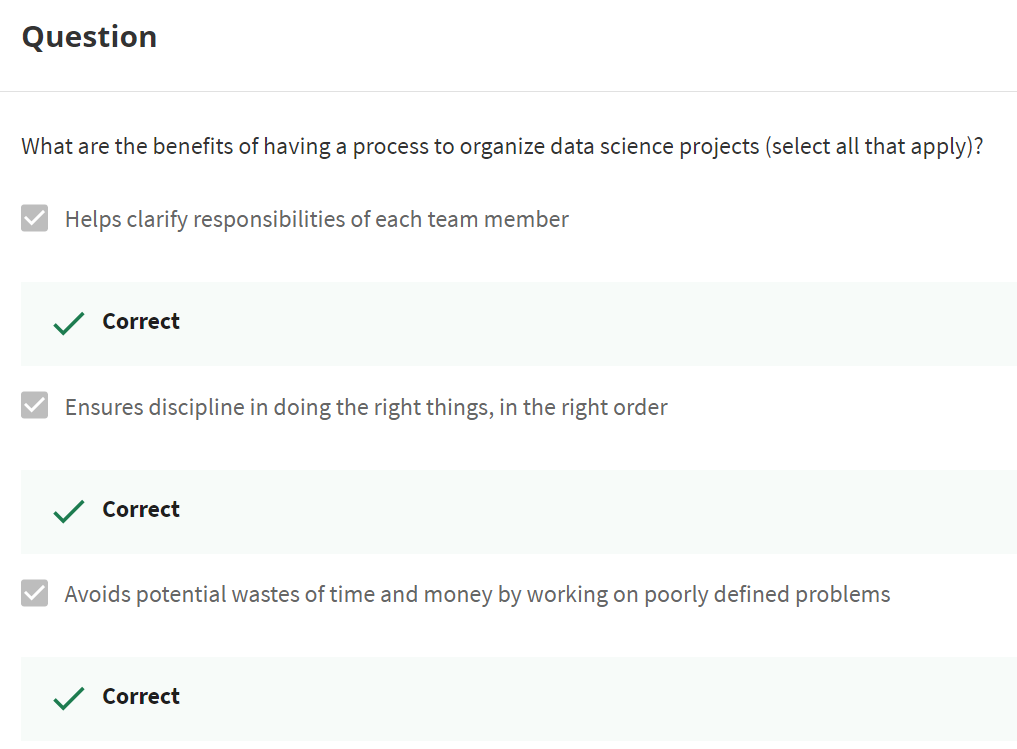 Question
What are the benefits of having a process to organize data science projects (select all that apply)?
Helps clarify responsibilities of each team member
Correct
Ensures discipline in doing the right things, in the right order
Correct
Avoids potential wastes of time and money by working on poorly defined problems
Correct